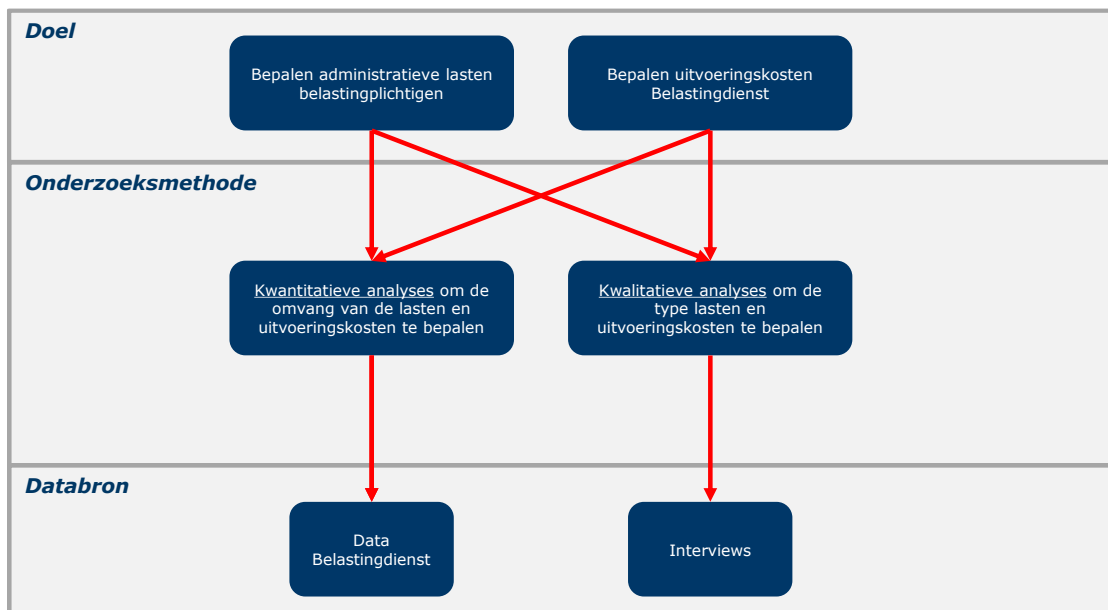 Doel
Bepalen administratieve lasten
belastingplichtigen
Bepalen uitvoeringskosten
Belastingdienst
Onderzoeksmethode
Kwantitatieve analyses om de
omvang van de lasten en
uitvoeringskosten te bepalen
Kwalitatieve analyses om de
type lasten en
uitvoeringskosten te bepalen
Databron
Data
Belastingdienst
Interviews